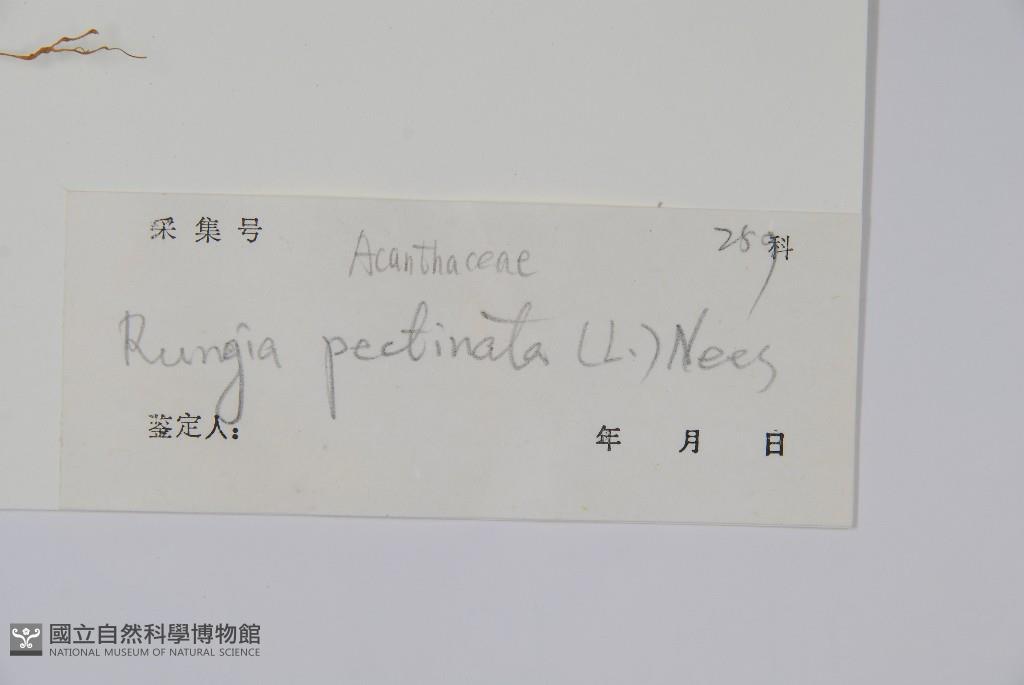 采集号 Acanthaceae 259科
Rungia pectinata (L.) Nees
鉴定人: 年 月 日
國立自然科學博物館
NATIONAL MUSEUM OF NATURAL SCIENCE